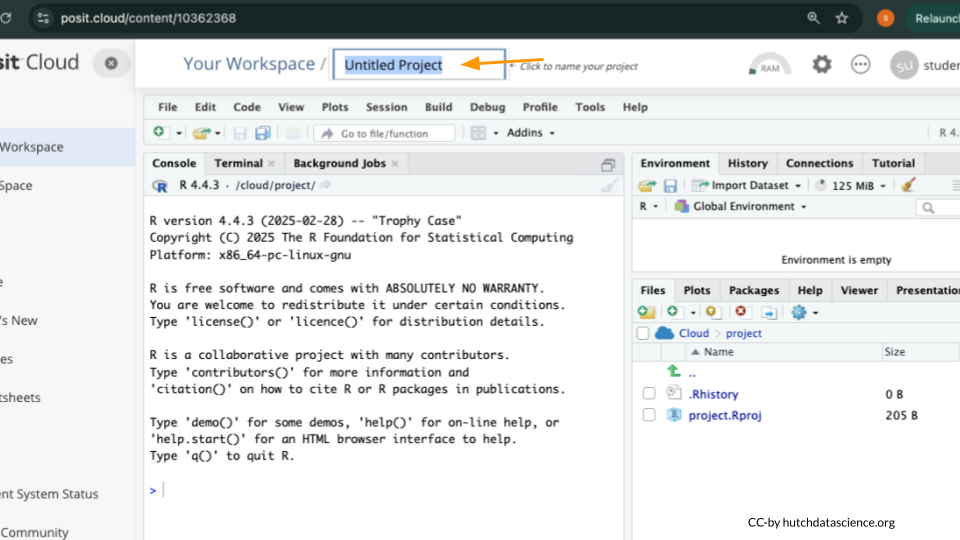 posit.cloud/content/10362368
S
Relaunc
sit Cloud
Your Workspace /
Untitled Project
Click to name your project
RAM
SU
studen
File Edit Code View Plots Session Build Debug Profile Tools Help
Go to file/function
Addins
R 4.
Workspace
Space
e
's New
es
tsheets
ent System Status
Community
Console Terminal Background Jobs
R 4.4.3 · /cloud/project/
R version 4.4.3 (2025-02-28) -- "Trophy Case"
Copyright (C) 2025 The R Foundation for Statistical Computing
Platform: x86_64-pc-linux-gnu
R is free software and comes with ABSOLUTELY NO WARRANTY.
You are welcome to redistribute it under certain conditions.
Type 'license()' or 'licence()' for distribution details.
R is a collaborative project with many contributors.
Type 'contributors()' for more information and
'citation()' on how to cite R or R packages in publications.
Type 'demo()' for some demos, 'help()' for on-line help, or
'help.start()' for an HTML browser interface to help.
Type 'q()' to quit R.
>
Environment History Connections Tutorial
Import Dataset 125 MiB
R Global Environment
Environment is empty
Files Plots Packages Help Viewer Presentatio
Cloud > project
Name Size
..
.Rhistory 0 B
project.Rproj 205 B
CC-by hutchdatascience.org